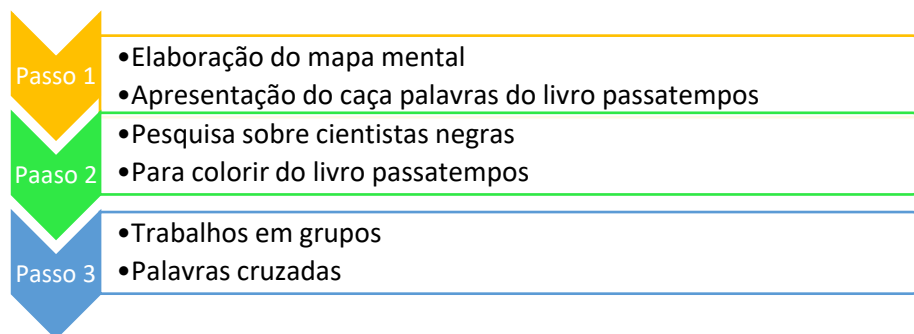 Passo 1
•Elaboração do mapa mental
•Apresentação do caça palavras do livro passatempos
Paaso 2
•Pesquisa sobre cientistas negras
•Para colorir do livro passatempos
Passo 3
•Trabalhos em grupos
•Palavras cruzadas